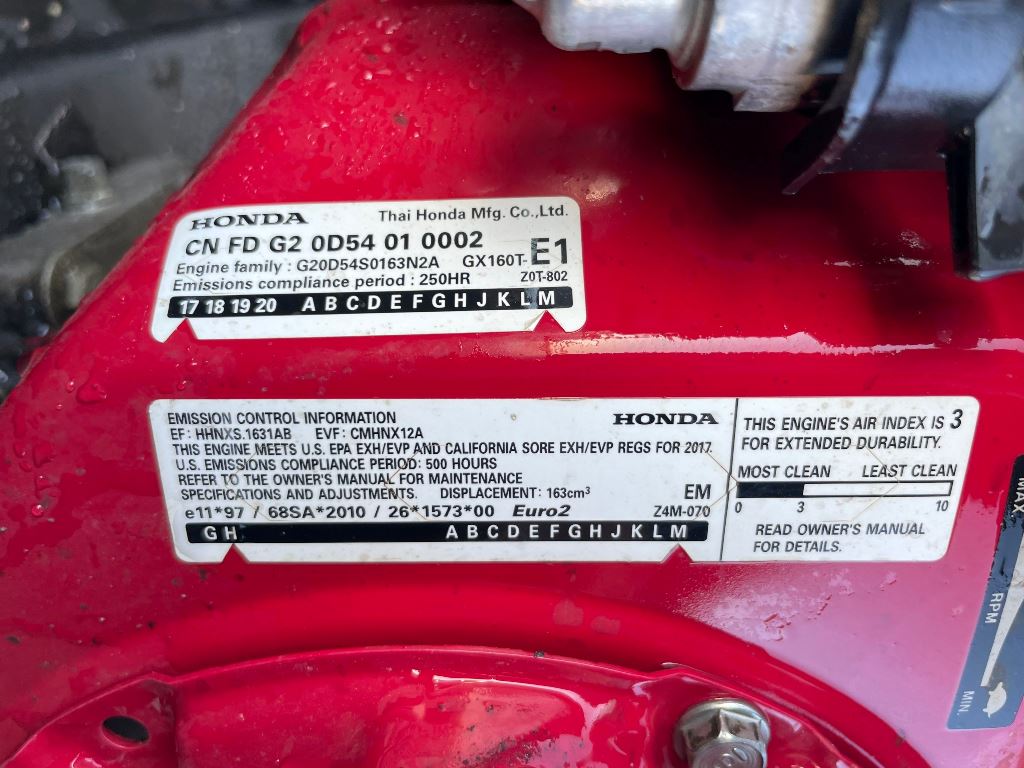 HONDA Thai Honda Mfg. Co.,Ltd.
CN FD G2 0D54 01 0002
Engine family : G20D54S0163N2A GX160T- E1
Emissions compliance period : 250HR Z0T-802
17 18 19 20 A B C D E F G H J K L M
EMISSION CONTROL INFORMATION HONDA
EF: HHNXS.1631AB EVF: CMHNX12A
THIS ENGINE MEETS U.S. EPA EXH/EVP AND CALIFORNIA SORE EXH/EVP REGS FOR 2017.
U.S. EMISSIONS COMPLIANCE PERIOD: 500 HOURS
REFER TO THE OWNER'S MANUAL FOR MAINTENANCE
SPECIFICATIONS AND ADJUSTMENTS. DISPLACEMENT: 163cm³ EM
e11*97 / 68SA*2010 / 26*1573*00 Euro2 Z4M-070
G H A B C D E F G H J K L M
THIS ENGINE'S AIR INDEX IS 3
FOR EXTENDED DURABILITY.
MOST CLEAN LEAST CLEAN
0 3 10
READ OWNER'S MANUAL
FOR DETAILS.
MAX
RPM
MIN.